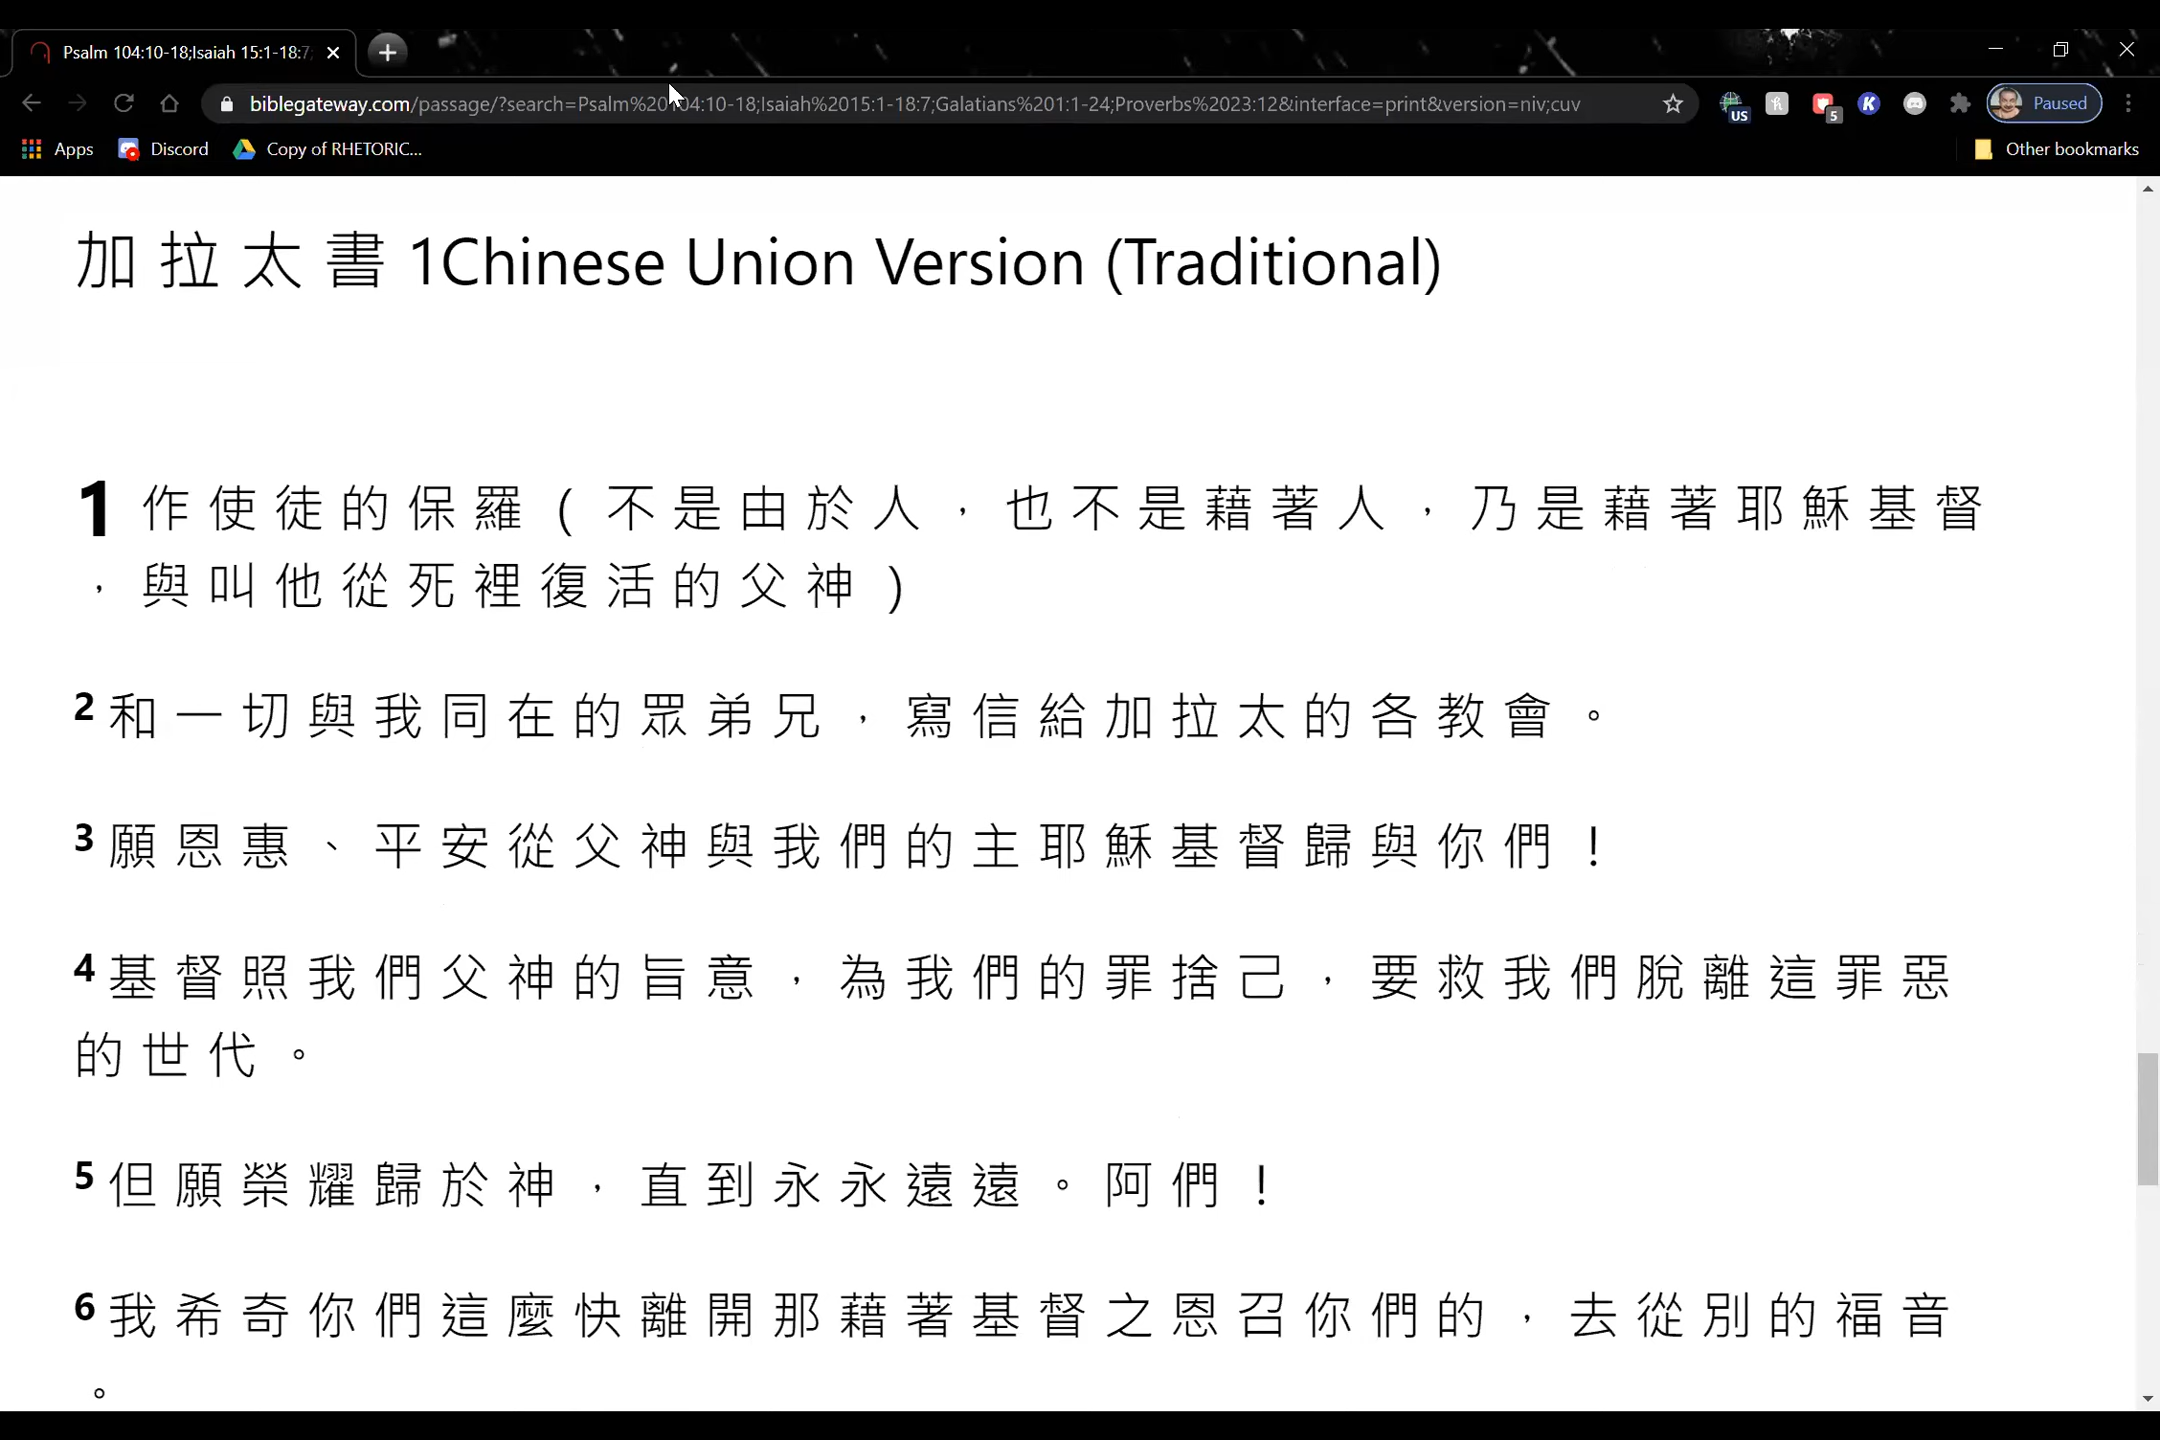 Psalm 104:10-18;Isaiah 15:1-18:7;
biblegateway.com/passage/?search=Psalm%20104:10-18;Isaiah%2015:1-18:7;Galatians%201:1-24;Proverbs%2023:12&interface=print&version=niv;cuv
US
5
K
Paused
Apps
Discord
Copy of RHETORIC...
Other bookmarks
加 拉 太 書 1Chinese Union Version (Traditional)
1 作 使 徒 的 保 羅 ( 不 是 由 於 人 ， 也 不 是 藉 著 人 ， 乃 是 藉 著 耶 穌 基 督
， 與 叫 他 從 死 裡 復 活 的 父 神 )
2 和 一 切 與 我 同 在 的 眾 弟 兄 ， 寫 信 給 加 拉 太 的 各 教 會 。
3 願 恩 惠 、 平 安 從 父 神 與 我 們 的 主 耶 穌 基 督 歸 與 你 們 ！
4 基 督 照 我 們 父 神 的 旨 意 ， 為 我 們 的 罪 捨 己 ， 要 救 我 們 脫 離 這 罪 惡
的 世 代 。
5 但 願 榮 耀 歸 於 神 ， 直 到 永 永 遠 遠 。 阿 們 ！
6 我 希 奇 你 們 這 麼 快 離 開 那 藉 著 基 督 之 恩 召 你 們 的 ， 去 從 別 的 福 音
。